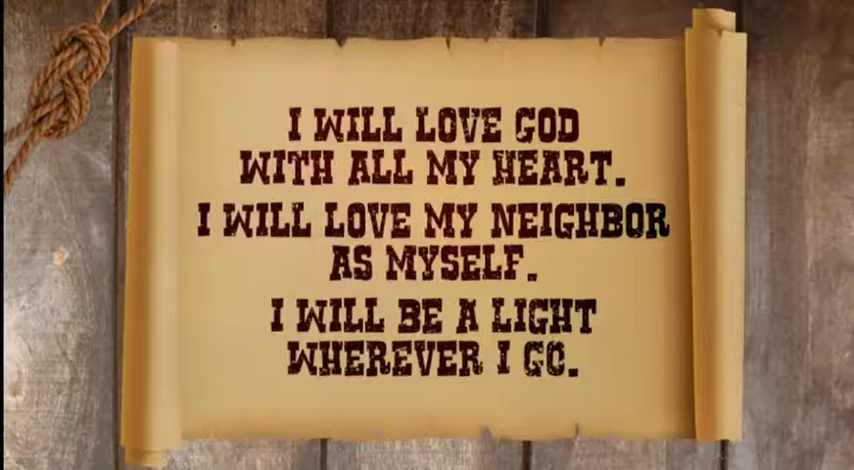 I WILL LOVE GOD
WITH ALL MY HEART.
I WILL LOVE MY NEIGHBOR
AS MYSELF.
I WILL BE A LIGHT
WHEREVER I GO.